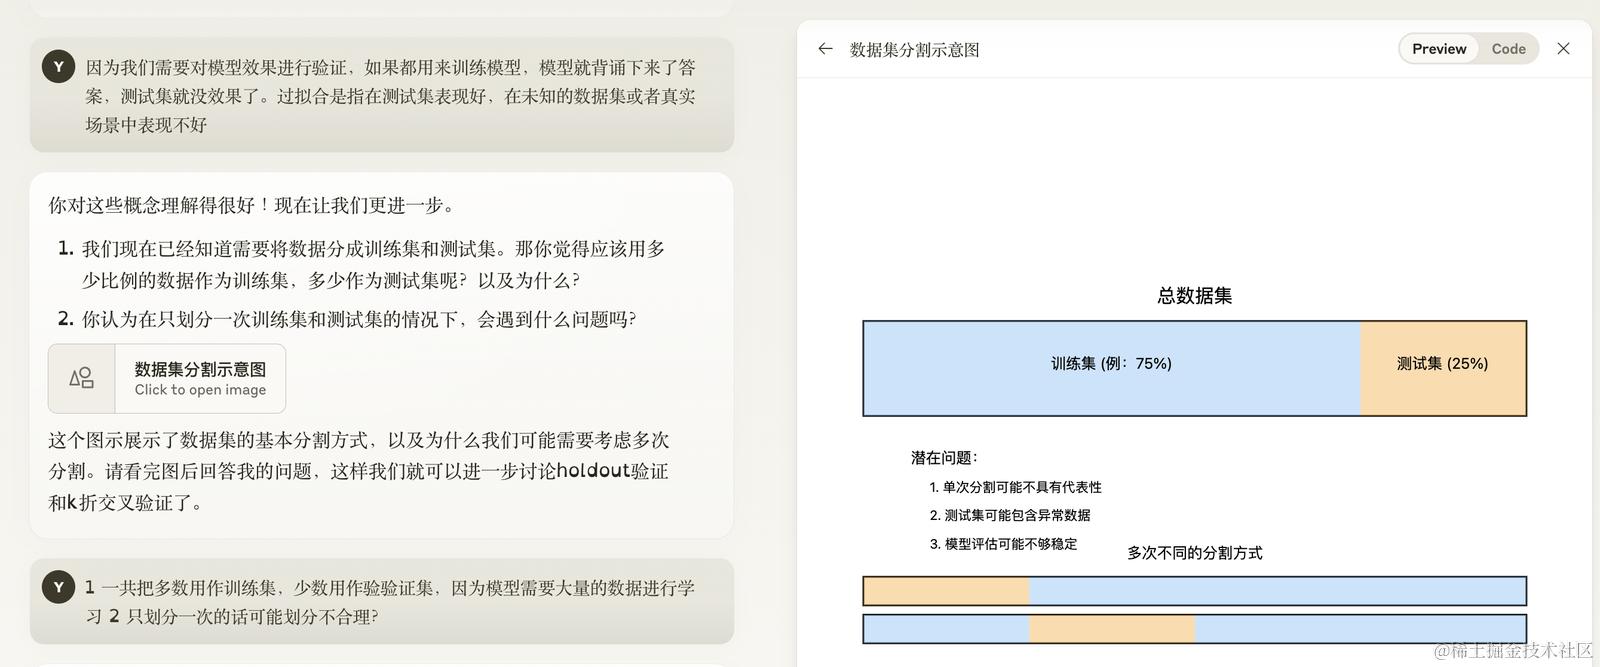 Y
因为我们需要对模型效果进行验证，如果都用来训练模型，模型就背诵下来了答
案，测试集就没效果了。过拟合是指在测试集表现好，在未知的数据集或者真实
场景中表现不好
你对这些概念理解得很好！现在让我们更进一步。
1. 我们现在已经知道需要将数据分成训练集和测试集。那你觉得应该用多
少比例的数据作为训练集，多少作为测试集呢？以及为什么？
2. 你认为在只划分一次训练集和测试集的情况下，会遇到什么问题吗？
数据集分割示意图
Click to open image
这个图示展示了数据集的基本分割方式，以及为什么我们可能需要考虑多次
分割。请看完图后回答我的问题，这样我们就可以进一步讨论holdout验证
和k折交叉验证了。
Y
1 一共把多数用作训练集，少数用作验验证集，因为模型需要大量的数据进行学
习 2 只划分一次的话可能划分不合理？
数据集分割示意图
Preview Code
总数据集
训练集 (例：75%) 测试集 (25%)
潜在问题：
1. 单次分割可能不具有代表性
2. 测试集可能包含异常数据
3. 模型评估可能不够稳定
多次不同的分割方式
@稀土掘金技术社区